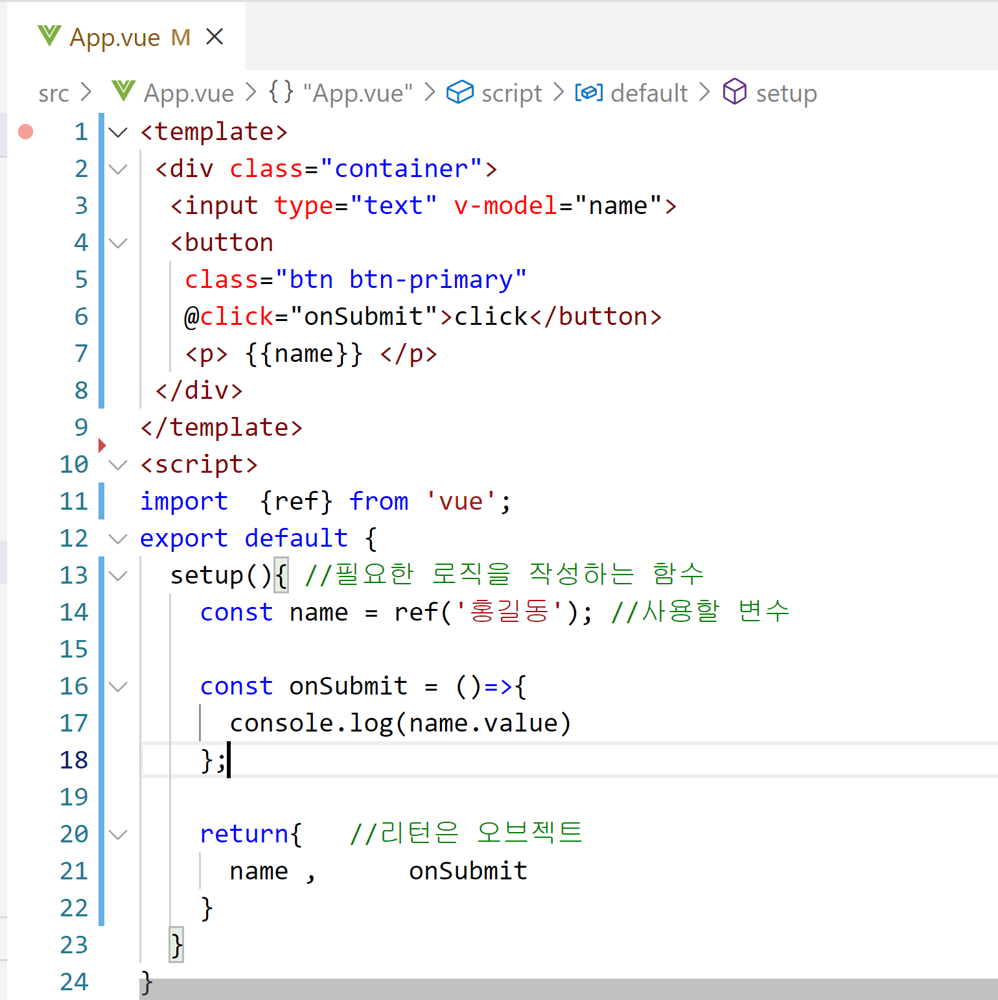 App.vue M
src > App.vue > {} "App.vue" > script > default > setup
1 <template>
2 <div class="container">
3 <input type="text" v-model="name">
4 <button
5 class="btn btn-primary"
6 @click="onSubmit">click</button>
7 <p> {{name}} </p>
8 </div>
9 </template>
10 <script>
11 import  {ref} from 'vue';
12 export default {
13 setup(){ //필요한 로직을 작성하는 함수
14 const name = ref('홍길동'); //사용할 변수
15
16 const onSubmit = ()=>{
17 console.log(name.value)
18 };
19
20 return{   //리턴은 오브젝트
21 name ,      onSubmit
22 }
23 }
24 }